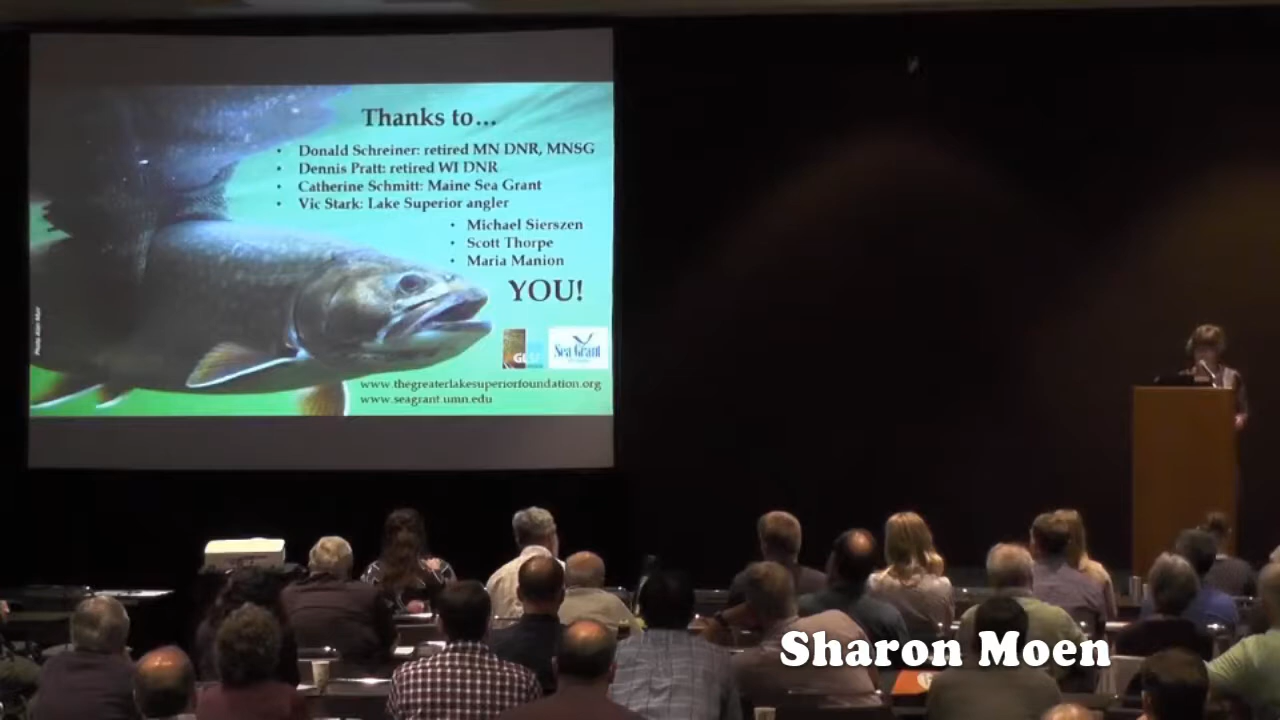 Thanks to...
• Donald Schreiner: retired MN DNR, MNSG
• Dennis Pratt: retired WI DNR
• Catherine Schmitt: Maine Sea Grant
• Vic Stark: Lake Superior angler
• Michael Sierszen
• Scott Thorpe
• Maria Manion
YOU!
Sea Grant
www.thegreaterlakesuperiorfoundation.org
www.seagrant.umn.edu
Sharon Moen